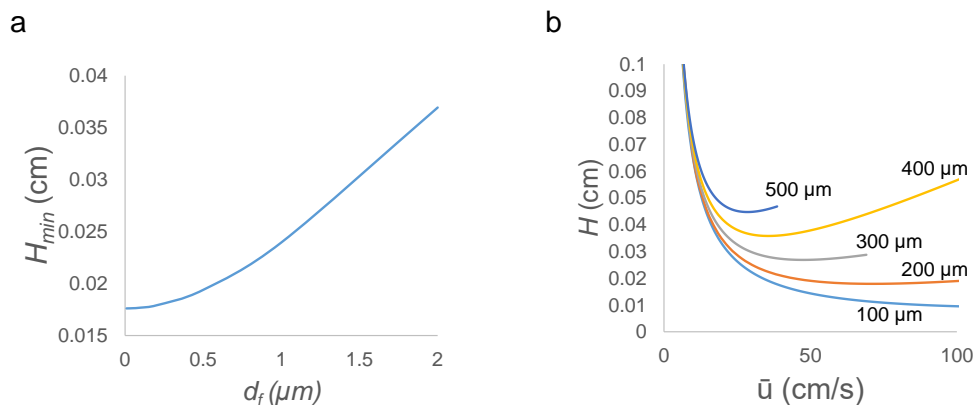 a
0.04
0.035
0.03
0.025
0.02
0.015
H_min (cm)
0
0.5
1
1.5
2
d_f (µm)
b
0.1
0.09
0.08
0.07
0.06
0.05
0.04
0.03
0.02
0.01
0
H (cm)
400 µm
500 µm
300 µm
200 µm
100 µm
0
50
100
ū (cm/s)